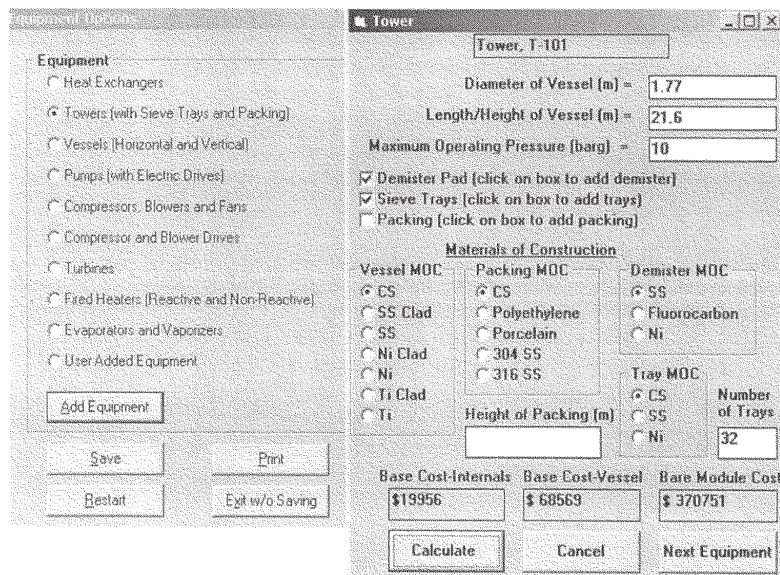 Equipment Options
Equipment
Heat Exchangers
Towers (with Sieve Trays and Packing)
Vessels (Horizontal and Vertical)
Pumps (with Electric Drives)
Compressors, Blowers and Fans
Compressor and Blower Drives
Turbines
Fired Heaters (Reactive and Non-Reactive)
Evaporators and Vaporizers
User Added Equipment
Add Equipment
Save
Print
Restart
Exit w/o Saving
Tower
Tower, T-101
Diameter of Vessel (m) = 1.77
Length/Height of Vessel (m) = 21.6
Maximum Operating Pressure (barg) = 10
Demister Pad (click on box to add demister)
Sieve Trays (click on box to add trays)
Packing (click on box to add packing)
Materials of Construction
Vessel MOC
CS
SS Clad
SS
Ni Clad
Ni
Ti Clad
Ti
Packing MOC
CS
Polyethylene
Porcelain
304 SS
316 SS
Height of Packing (m)
Demister MOC
SS
Fluorocarbon
Ni
Tray MOC
CS
SS
Ni
Number
of Trays
32
Base Cost-Internals
$19956
Base Cost-Vessel
$ 68569
Bare Module Cost
$ 370751
Calculate
Cancel
Next Equipment